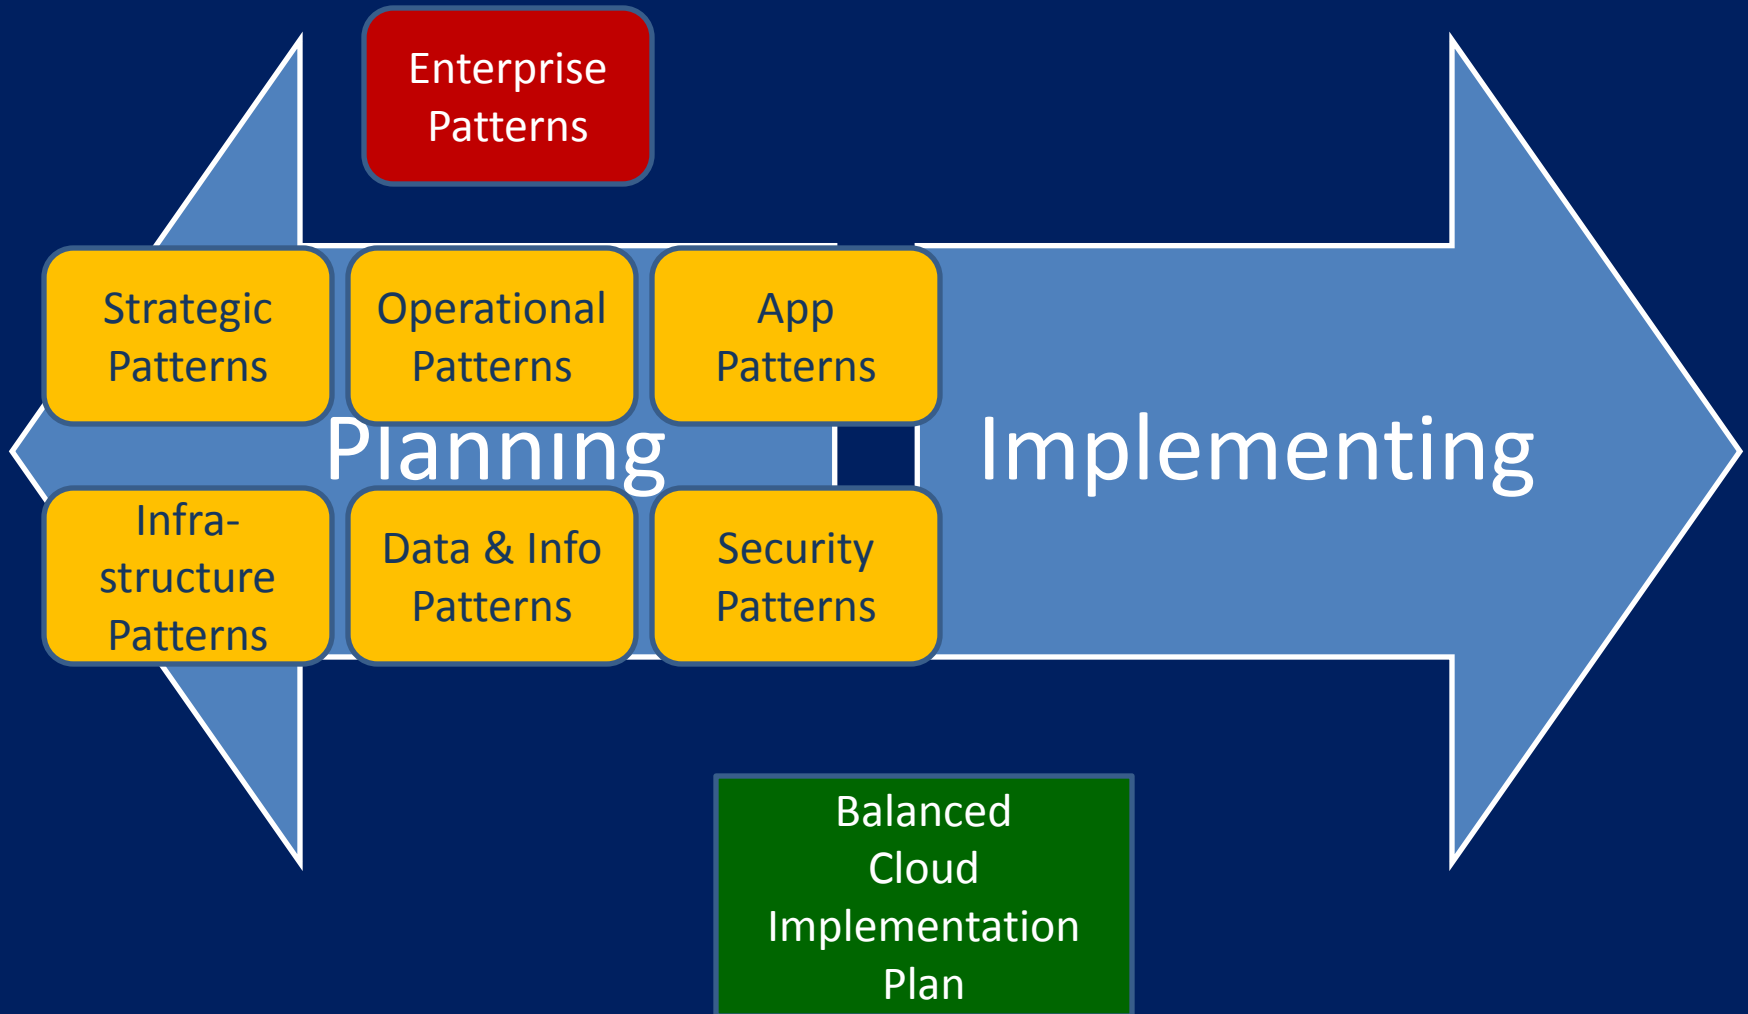 Enterprise
Patterns
Strategic
Patterns
Operational
Patterns
App
Patterns
Planning
Implementing
Infra-
structure
Patterns
Data & Info
Patterns
Security
Patterns
Balanced
Cloud
Implementation
Plan